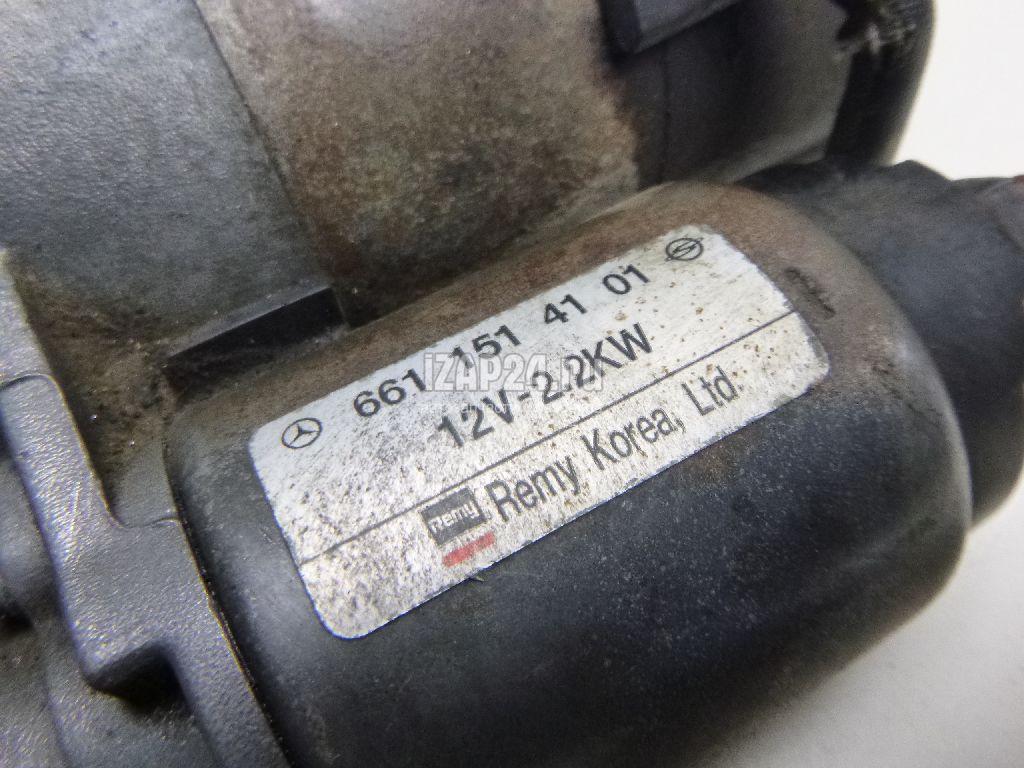 661 151 41 01
12V-2.2KW
remy Remy Korea, Ltd
iZAP24.ru